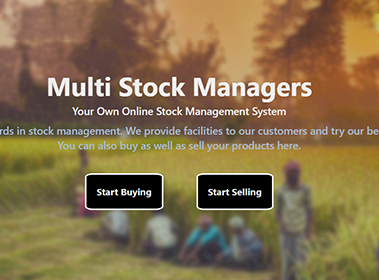 Multi Stock Managers
Your Own Online Stock Management System
rds in stock management. We provide facilities to our customers and try our be
You can also buy as well as sell your products here.
Start Buying
Start Selling